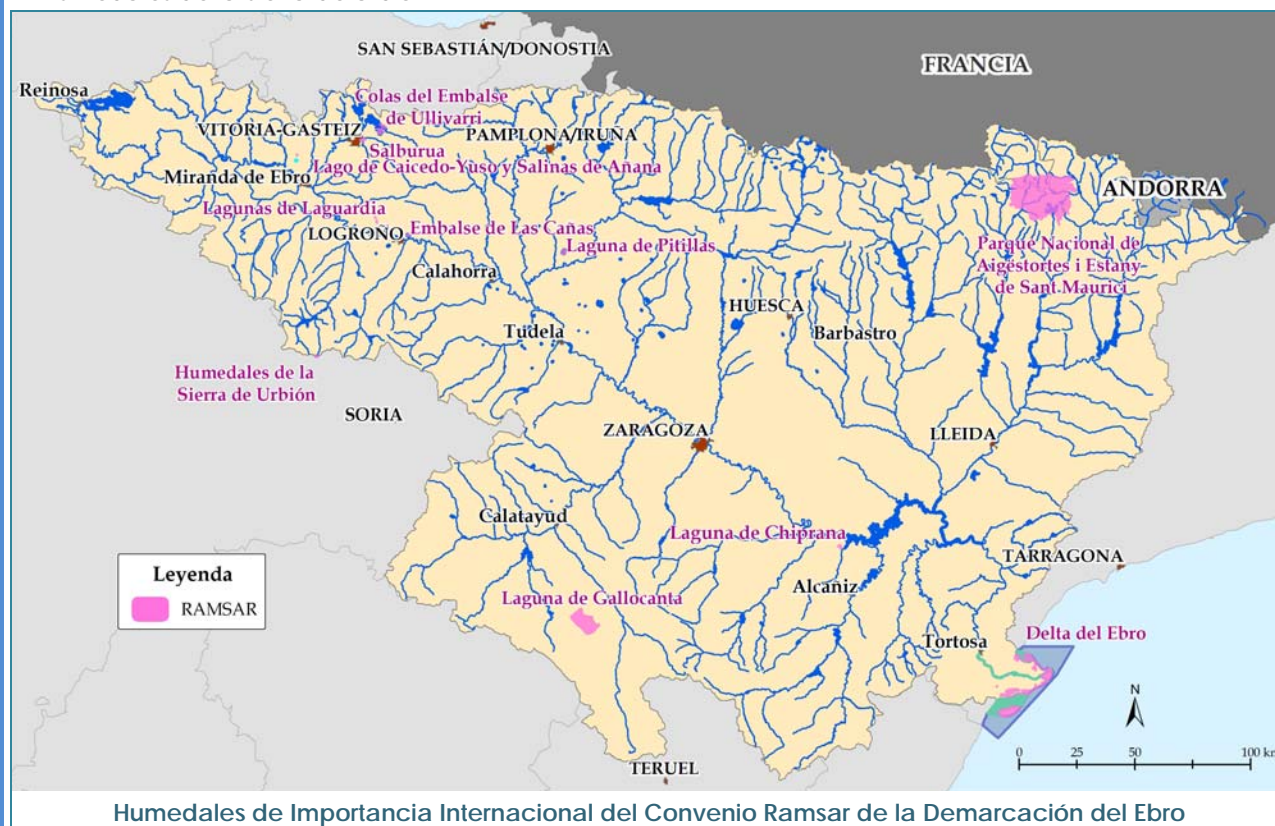 SAN SEBASTIÁN/DONOSTIA
FRANCIA
Reinosa
Colas del Embalse
de Ullivarri
VITORIA-GASTEIZ
PAMPLONA/IRUÑA
Salburua
Lago de Caicedo-Yuso y Salinas de Añana
Miranda de Ebro
ANDORRA
Lagunas de Laguardia
LOGROÑO
Embalse de Las Cañas
Laguna de Pitillas
Parque Nacional de
Aigëstortes i Estany
de Sant Maurici
Calahorra
HUESCA
Tudela
Barbastro
Humedales de la
Sierra de Urbión
SORIA
ZARAGOZA
LLEIDA
Calatayud
Laguna de Chiprana
TARRAGONA
Leyenda
RAMSAR
Alcañiz
Laguna de Gallocanta
Tortosa
Delta del Ebro
N
0 25 50 100 km
TERUEL
Humedales de Importancia Internacional del Convenio Ramsar de la Demarcación del Ebro